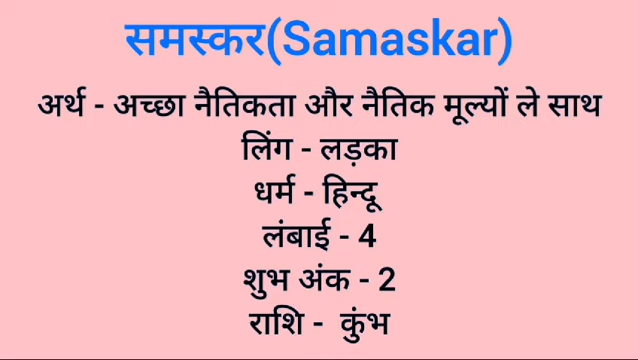 समस्कर(Samaskar)
अर्थ - अच्छा नैतिकता और नैतिक मूल्यों ले साथ
लिंग - लड़का
धर्म - हिन्दू
लंबाई - 4
शुभ अंक - 2
राशि - कुंभ